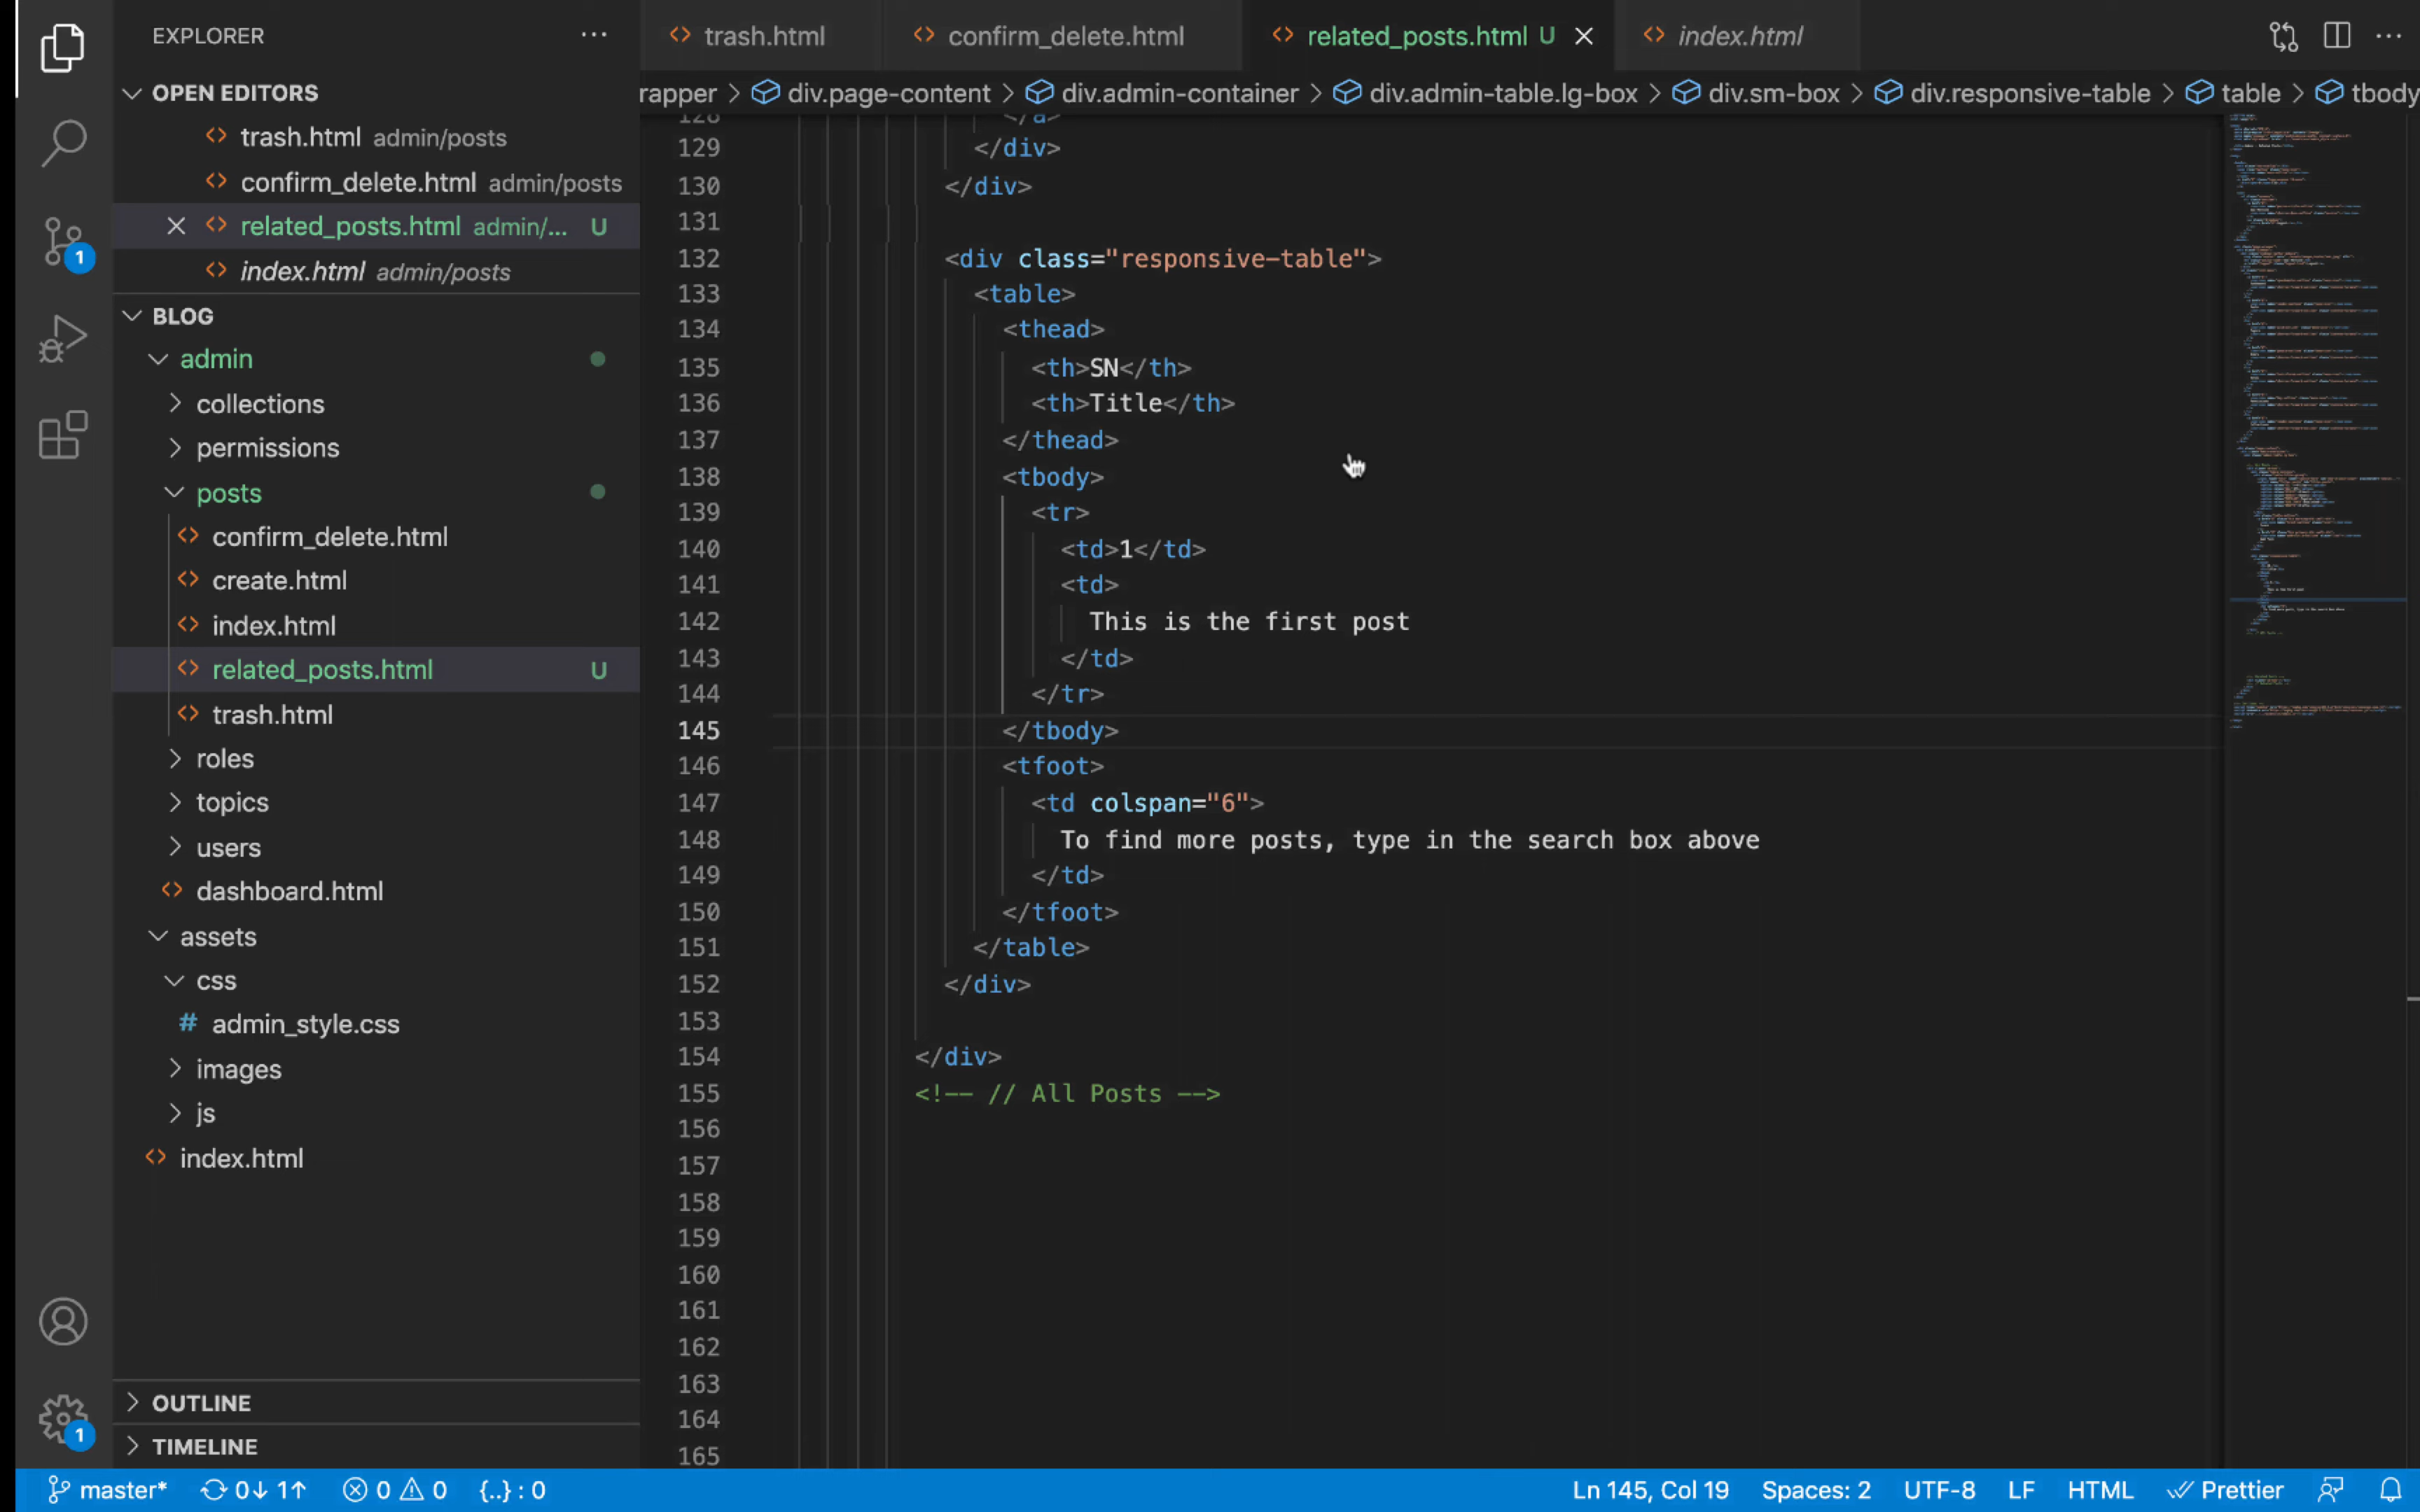 EXPLORER
OPEN EDITORS
trash.html admin/posts
confirm_delete.html admin/posts
related_posts.html admin/... U
index.html admin/posts
BLOG
admin
collections
permissions
posts
confirm_delete.html
create.html
index.html
related_posts.html U
trash.html
roles
topics
users
dashboard.html
assets
css
# admin_style.css
images
js
index.html
OUTLINE
TIMELINE
trash.html confirm_delete.html related_posts.html U index.html
rapper > div.page-content > div.admin-container > div.admin-table.lg-box > div.sm-box > div.responsive-table > table > tbody
128 </a>
129 </div>
130 </div>
131
132 <div class="responsive-table">
133 <table>
134 <thead>
135 <th>SN</th>
136 <th>Title</th>
137 </thead>
138 <tbody>
139 <tr>
140 <td>1</td>
141 <td>
142 This is the first post
143 </td>
144 </tr>
145 </tbody>
146 <tfoot>
147 <td colspan="6">
148 To find more posts, type in the search box above
149 </td>
150 </tfoot>
151 </table>
152 </div>
153
154 </div>
155 <!-- // All Posts -->
156
157
158
159
160
161
162
163
164
165
1
1
master* 0↓ 1↑ 0 0 {..} : 0 Ln 145, Col 19 Spaces: 2 UTF-8 LF HTML Prettier